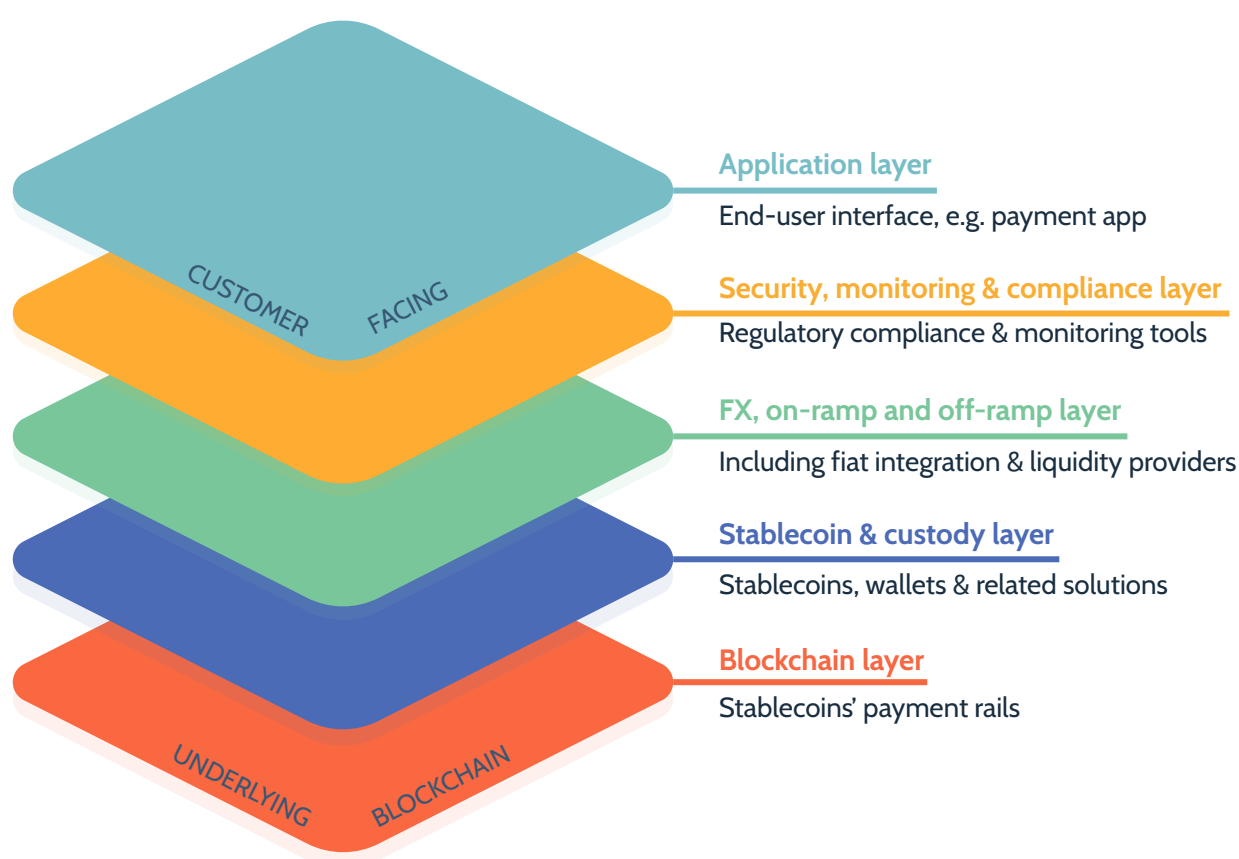 Application layer
End-user interface, e.g. payment app
CUSTOMER FACING
Security, monitoring & compliance layer
Regulatory compliance & monitoring tools
FX, on-ramp and off-ramp layer
Including fiat integration & liquidity providers
Stablecoin & custody layer
Stablecoins, wallets & related solutions
Blockchain layer
Stablecoins’ payment rails
UNDERLYING BLOCKCHAIN